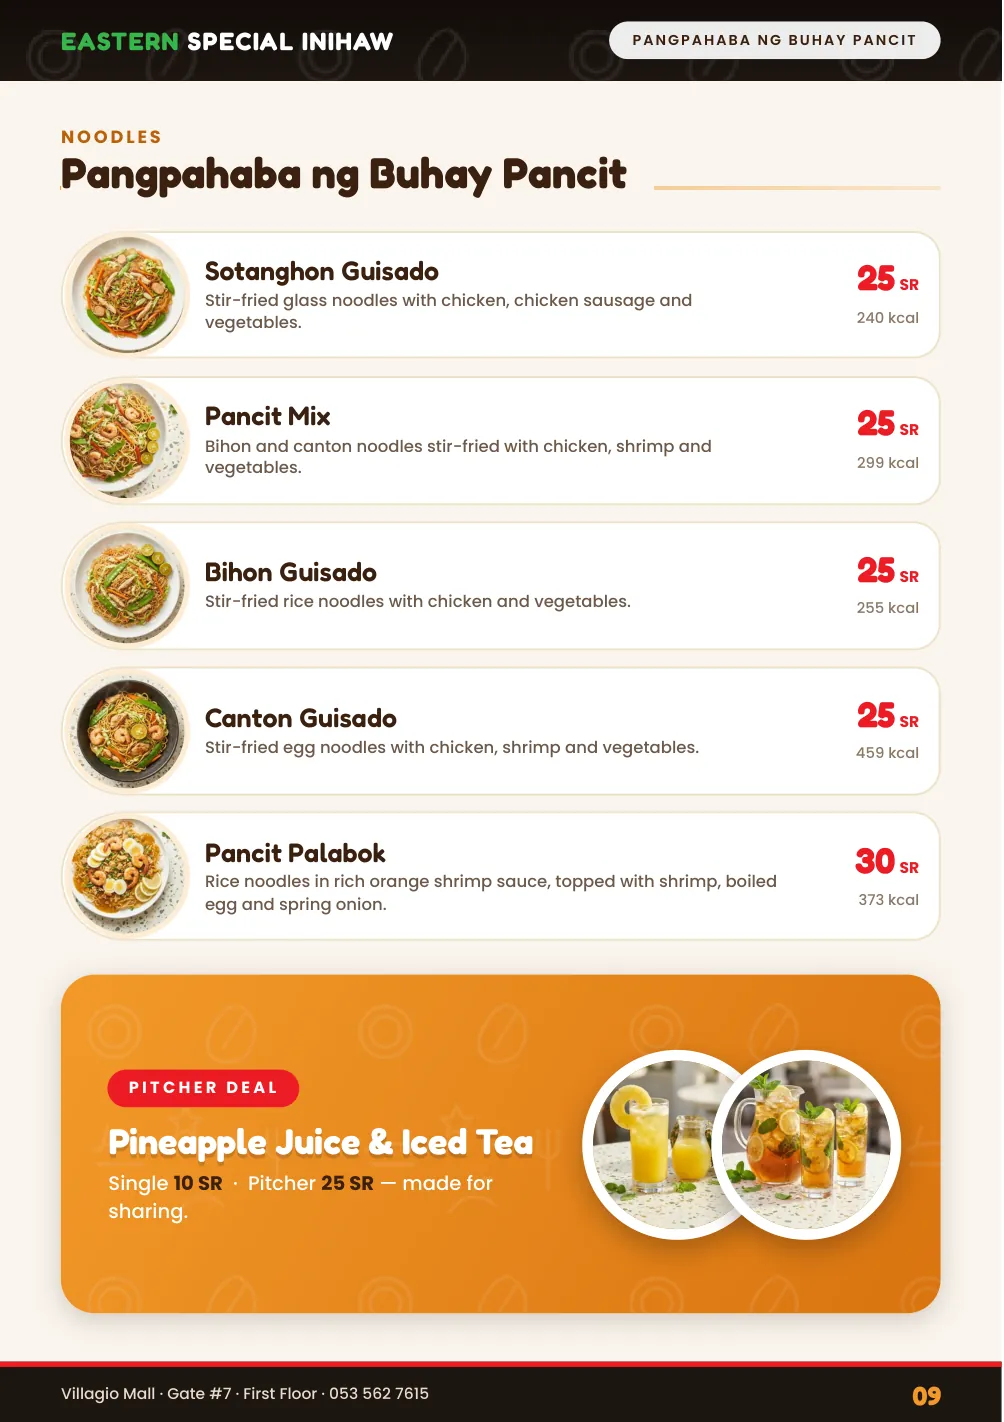 EASTERN SPECIAL INIHAW
PANGPAHABA NG BUHAY PANCIT
NOODLES
Pangpahaba ng Buhay Pancit
Sotanghon Guisado
Stir-fried glass noodles with chicken, chicken sausage and
vegetables.
25 SR
240 kcal
Pancit Mix
Bihon and canton noodles stir-fried with chicken, shrimp and
vegetables.
25 SR
299 kcal
Bihon Guisado
Stir-fried rice noodles with chicken and vegetables.
25 SR
255 kcal
Canton Guisado
Stir-fried egg noodles with chicken, shrimp and vegetables.
25 SR
459 kcal
Pancit Palabok
Rice noodles in rich orange shrimp sauce, topped with shrimp, boiled
egg and spring onion.
30 SR
373 kcal
PITCHER DEAL
Pineapple Juice & Iced Tea
Single 10 SR · Pitcher 25 SR — made for
sharing.
Villagio Mall · Gate #7 · First Floor · 053 562 7615
09